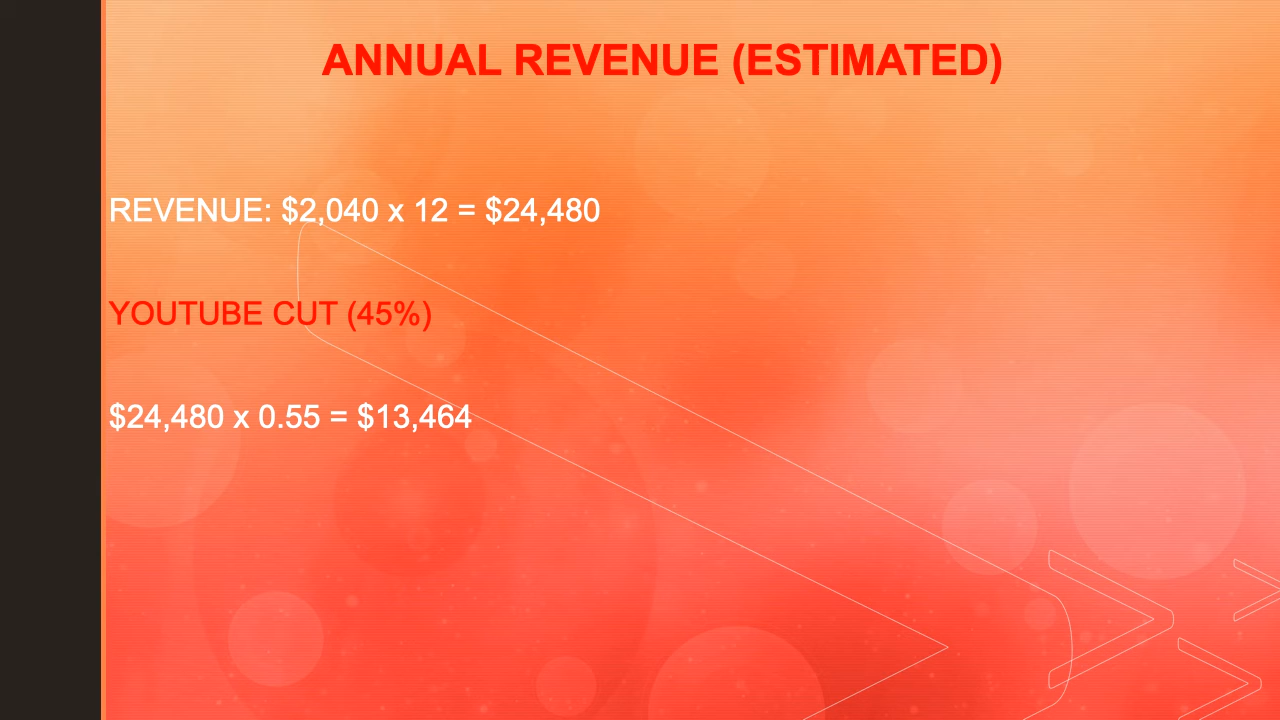 ANNUAL REVENUE (ESTIMATED)
REVENUE: $2,040 x 12 = $24,480
YOUTUBE CUT (45%)
$24,480 x 0.55 = $13,464